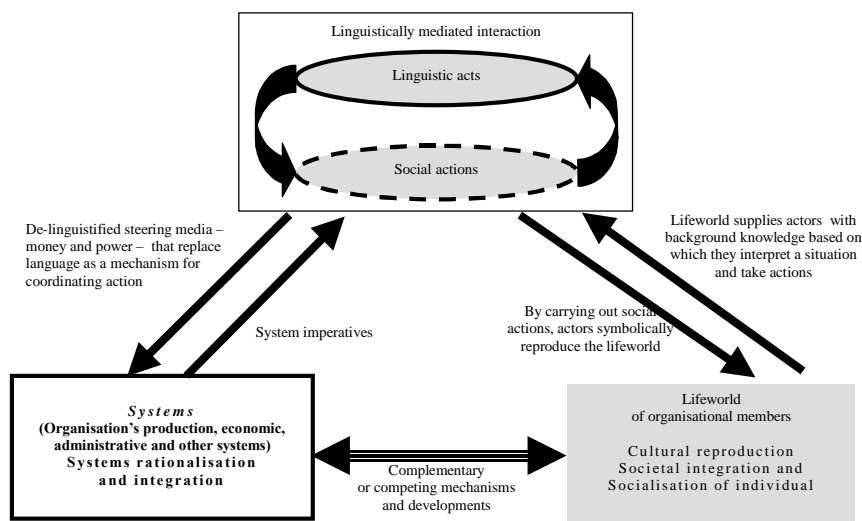 Linguistically mediated interaction
Linguistic acts
Social actions
De-linguistified steering media –
money and power – that replace
language as a mechanism for
coordinating action
Lifeworld supplies actors with
background knowledge based on
which they interpret a situation
and take actions
System imperatives
By carrying out social
actions, actors symbolically
reproduce the lifeworld
Systems
(Organisation's production, economic,
administrative and other systems)
Systems rationalisation
and integration
Lifeworld
of organisational members
Cultural reproduction
Societal integration and
Socialisation of individual
Complementary
or competing mechanisms
and developments